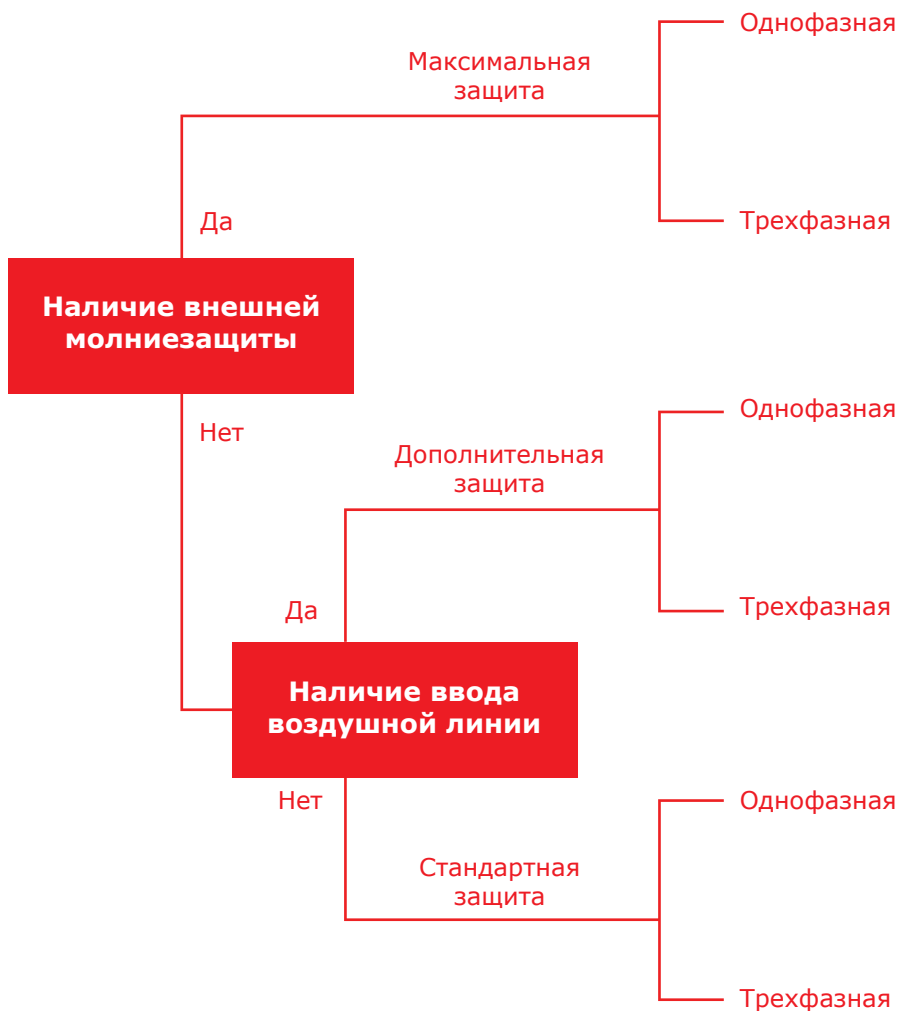 Однофазная
Максимальная
защита
Да
Трехфазная
Наличие внешней
молниезащиты
Нет
Однофазная
Дополнительная
защита
Да
Трехфазная
Наличие ввода
воздушной линии
Нет
Однофазная
Стандартная
защита
Трехфазная